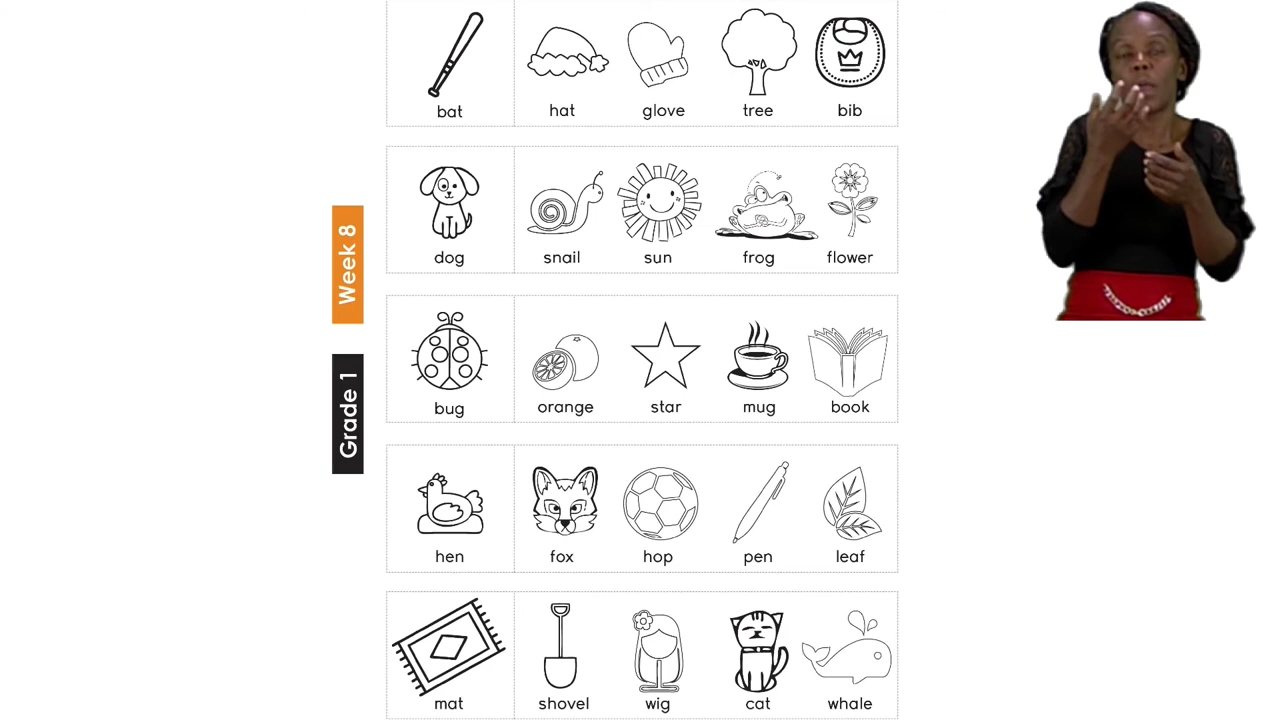 bat hat glove tree bib
dog snail sun frog flower
Week 8
bug orange star mug book
Grade 1
hen fox hop pen leaf
mat shovel wig cat whale